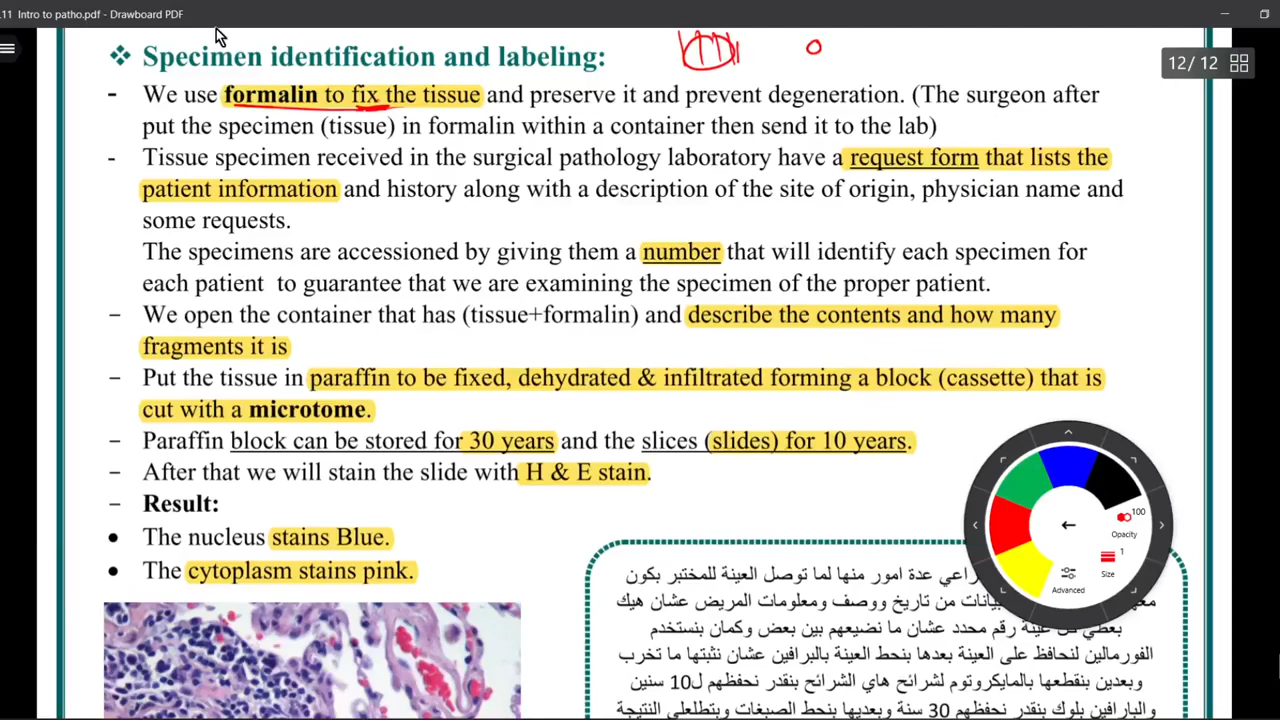 .11 Intro to patho.pdf - Drawboard PDF
12/ 12
❖ Specimen identification and labeling:
- We use formalin to fix the tissue and preserve it and prevent degeneration. (The surgeon after
put the specimen (tissue) in formalin within a container then send it to the lab)
- Tissue specimen received in the surgical pathology laboratory have a request form that lists the
patient information and history along with a description of the site of origin, physician name and
some requests.
The specimens are accessioned by giving them a number that will identify each specimen for
each patient to guarantee that we are examining the specimen of the proper patient.
– We open the container that has (tissue+formalin) and describe the contents and how many
fragments it is
– Put the tissue in paraffin to be fixed, dehydrated & infiltrated forming a block (cassette) that is
cut with a microtome.
– Paraffin block can be stored for 30 years and the slices (slides) for 10 years.
– After that we will stain the slide with H & E stain.
– Result:
• The nucleus stains Blue.
• The cytoplasm stains pink.
100
Opacity
1
Size
Advanced
عدة امور منها لما توصل العينة للمختبر بكون
بيانات من تاريخ ووصف ومعلومات المريض عشان هيك
عينة رقم محدد عشان ما نضيعهم بين بعض وكمان بنستخدم
الفورمالين لنحافظ على العينة بعدها بنحط العينة بالبرافين عشان نثبتها ما تخرب
وبعدين بنقطعها بالمايكروتوم لشرائح هاي الشرائح بنقدر نحفظهم ل10 سنين
والبارافين بلوك بنقدر نحفظهم 30 سنة وبعديها بنحط الصبغات وبتطلعلي النتيجة